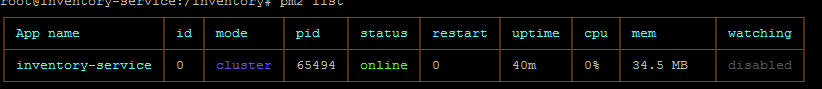 root@inventory-service:/inventory# pm2 list
App name id mode pid status restart uptime cpu mem watching
inventory-service 0 cluster 65494 online 0 40m 0% 34.5 MB disabled